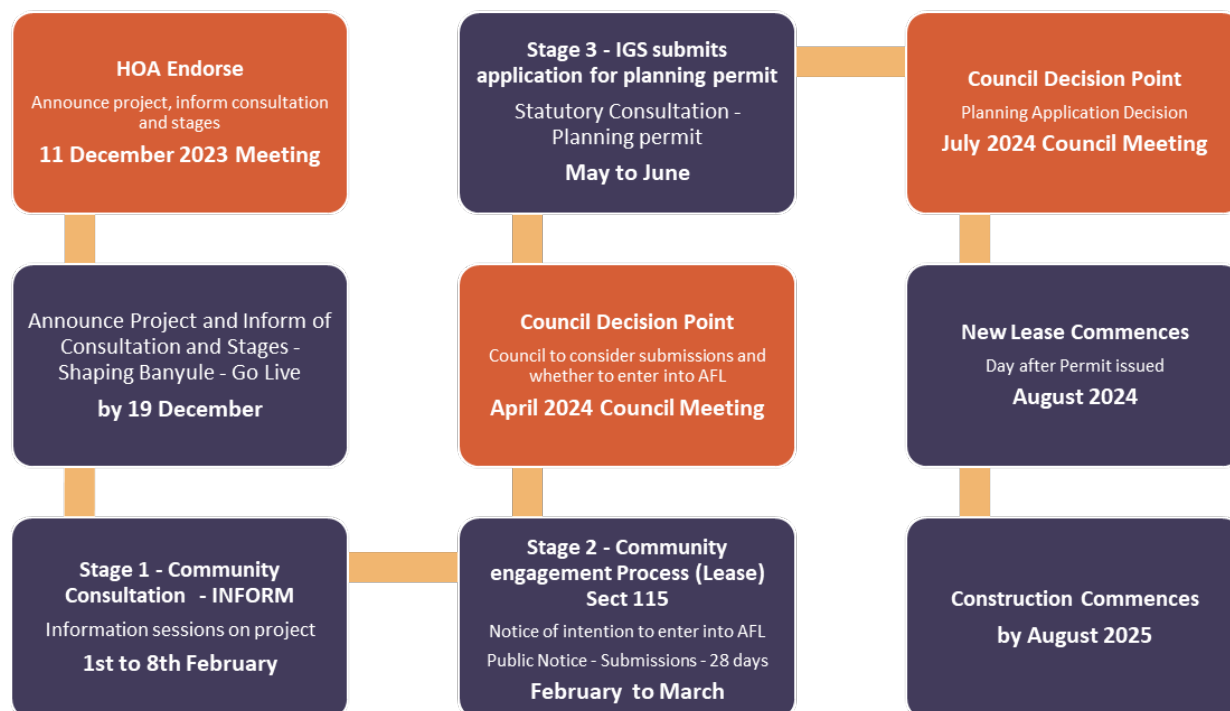 HOA Endorse
Announce project, inform consultation
and stages
11 December 2023 Meeting
Announce Project and Inform of
Consultation and Stages -
Shaping Banyule - Go Live
by 19 December
Stage 1 - Community
Consultation - INFORM
Information sessions on project
1st to 8th February
Stage 2 - Community
engagement Process (Lease)
Sect 115
Notice of intention to enter into AFL
Public Notice - Submissions - 28 days
February to March
Council Decision Point
Council to consider submissions and
whether to enter into AFL
April 2024 Council Meeting
Stage 3 - IGS submits
application for planning permit
Statutory Consultation -
Planning permit
May to June
Council Decision Point
Planning Application Decision
July 2024 Council Meeting
New Lease Commences
Day after Permit issued
August 2024
Construction Commences
by August 2025